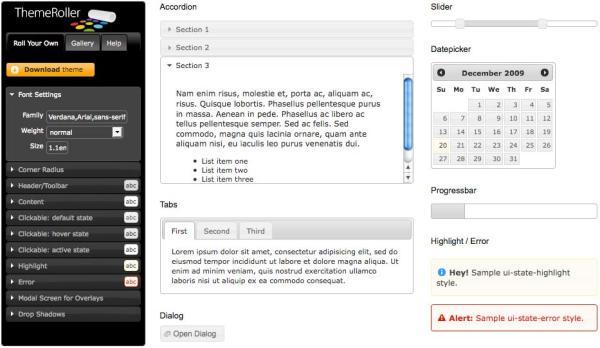 ThemeRoller
Roll Your Own
Gallery
Help
Download theme
Font Settings
Family Verdana,Arial,sans-serif
Weight normal
Size 1.1em
Corner Radius
Header/Toolbar abc
Content abc
Clickable: default state abc
Clickable: hover state abc
Clickable: active state abc
Highlight abc
Error abc
Modal Screen for Overlays
Drop Shadows
Accordion
Section 1
Section 2
Section 3
Nam enim risus, molestie et, porta ac, aliquam ac,
risus. Quisque lobortis. Phasellus pellentesque purus
in massa. Aenean in pede. Phasellus ac libero ac
tellus pellentesque semper. Sed ac felis. Sed
commodo, magna quis lacinia ornare, quam ante
aliquam nisi, eu iaculis leo purus venenatis dui.
• List item one
• List item two
• List item three
Tabs
First
Second
Third
Lorem ipsum dolor sit amet, consectetur adipisicing elit, sed do
eiusmod tempor incididunt ut labore et dolore magna aliqua. Ut
enim ad minim veniam, quis nostrud exercitation ullamco
laboris nisi ut aliquip ex ea commodo consequat.
Dialog
Open Dialog
Slider
Datepicker
December 2009
Su Mo Tu We Th Fr Sa
1 2 3 4 5
6 7 8 9 10 11 12
13 14 15 16 17 18 19
20 21 22 23 24 25 26
27 28 29 30 31
Progressbar
Highlight / Error
Hey! Sample ui-state-highlight
style.
Alert: Sample ui-state-error style.